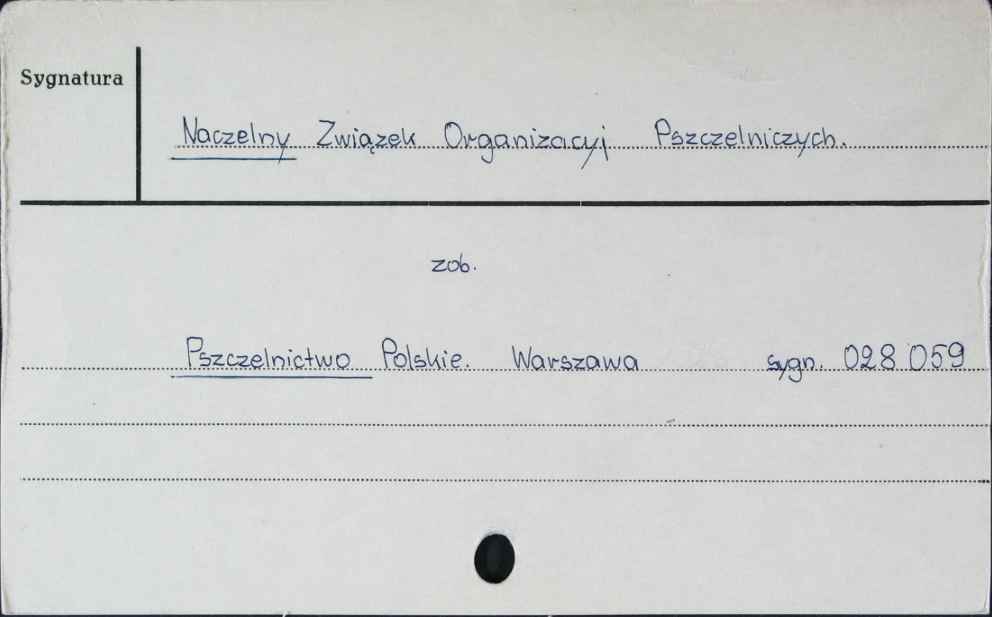 Sygnatura
Naczelny Związek Organizacyj Pszczelniczych.
zob.
Pszczelnictwo Polskie. Warszawa sygn. 028 059